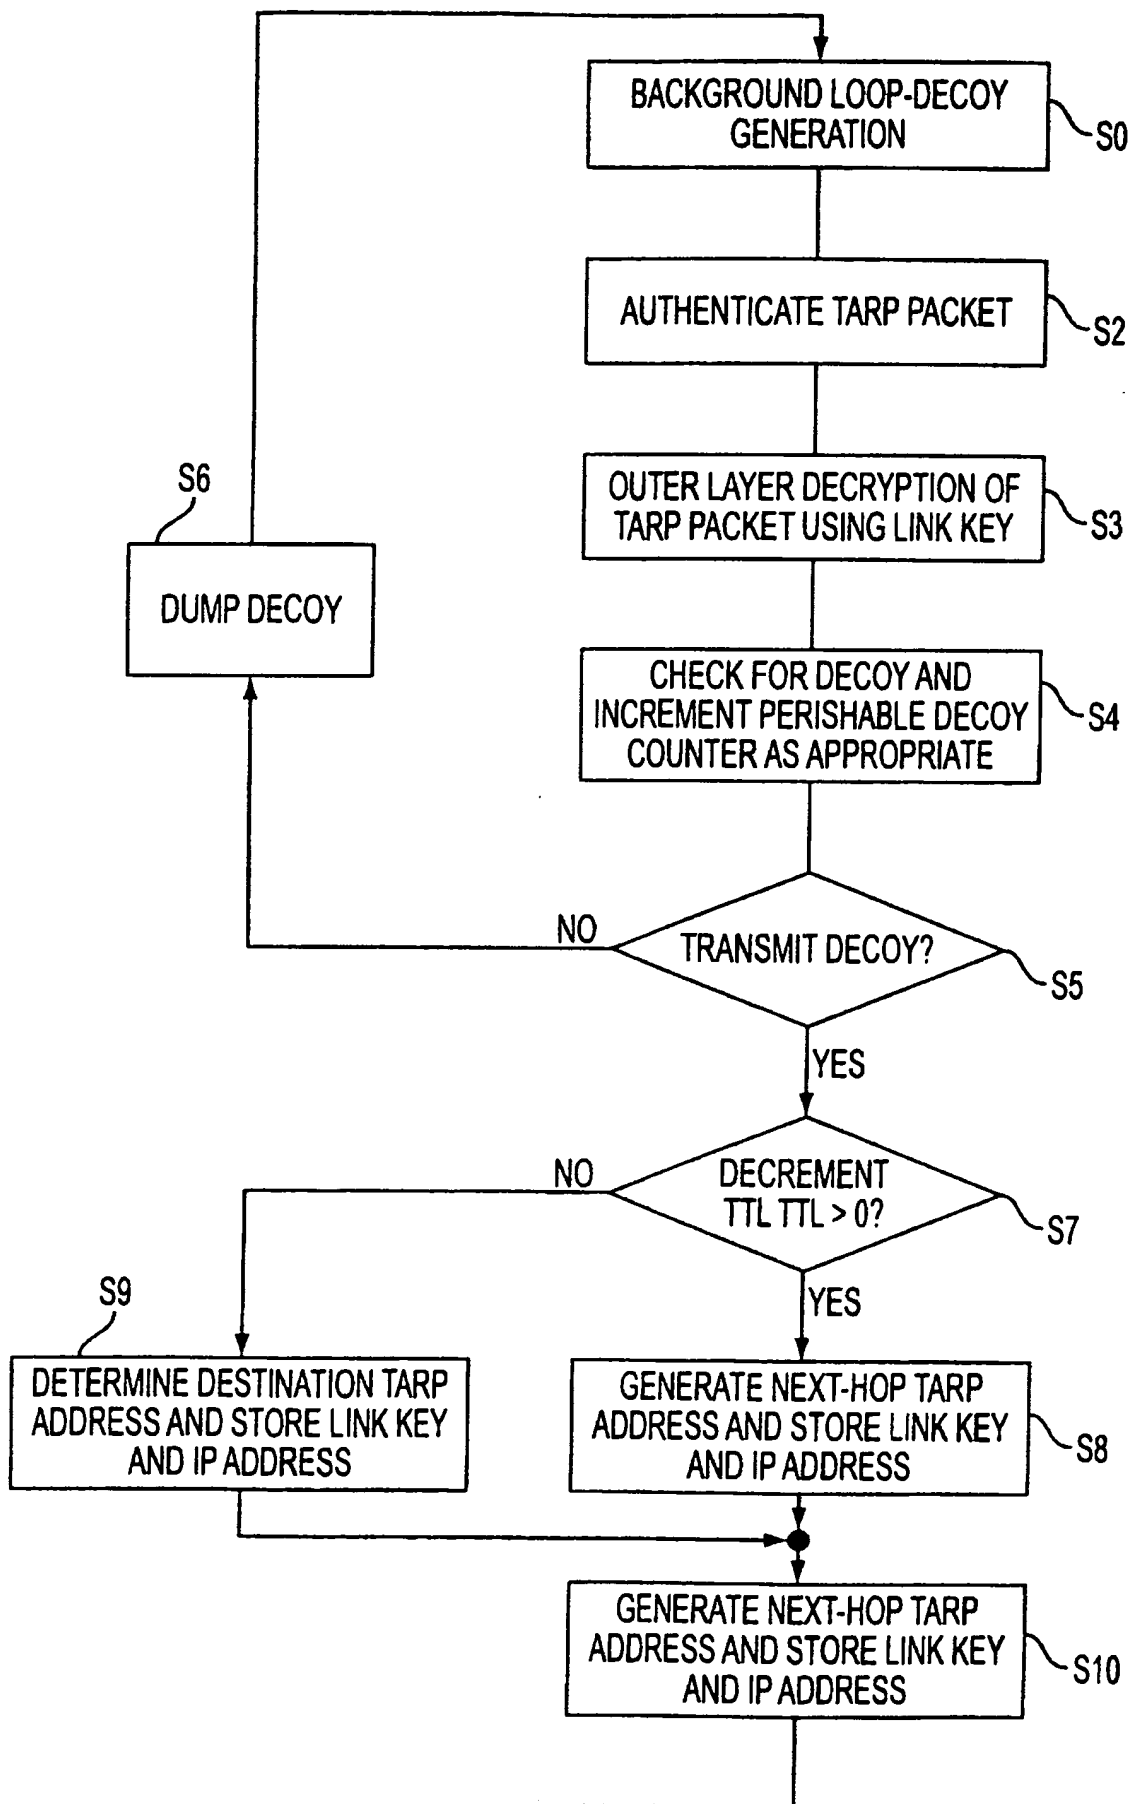 BACKGROUND LOOP-DECOY
GENERATION
S0
AUTHENTICATE TARP PACKET
S2
OUTER LAYER DECRYPTION OF
TARP PACKET USING LINK KEY
S3
S6
DUMP DECOY
CHECK FOR DECOY AND
INCREMENT PERISHABLE DECOY
COUNTER AS APPROPRIATE
S4
NO
TRANSMIT DECOY?
S5
YES
NO
DECREMENT
TTL TTL > 0?
S7
YES
S9
DETERMINE DESTINATION TARP
ADDRESS AND STORE LINK KEY
AND IP ADDRESS
GENERATE NEXT-HOP TARP
ADDRESS AND STORE LINK KEY
AND IP ADDRESS
S8
GENERATE NEXT-HOP TARP
ADDRESS AND STORE LINK KEY
AND IP ADDRESS
S10